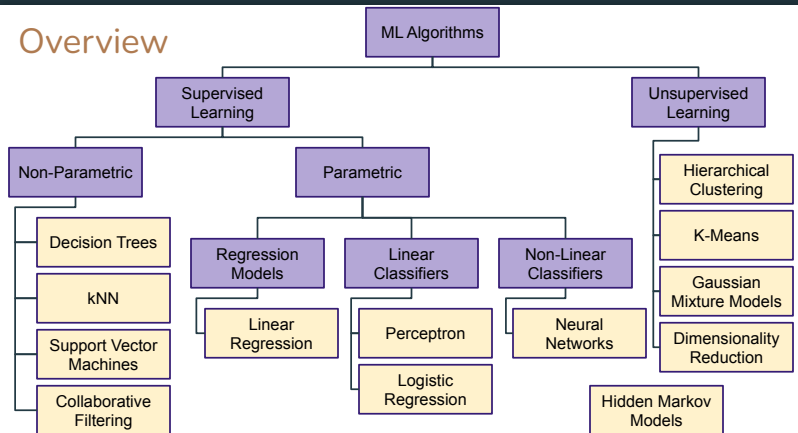 Overview
ML Algorithms
Supervised
Learning
Unsupervised
Learning
Non-Parametric
Parametric
Hierarchical
Clustering
Decision Trees
Regression
Models
Linear
Classifiers
Non-Linear
Classifiers
K-Means
kNN
Linear
Regression
Perceptron
Neural
Networks
Gaussian
Mixture Models
Support Vector
Machines
Logistic
Regression
Dimensionality
Reduction
Collaborative
Filtering
Hidden Markov
Models